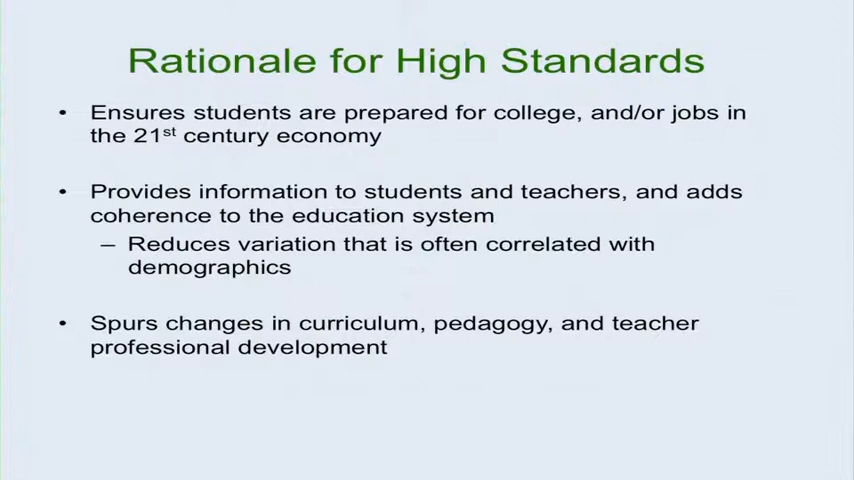 Rationale for High Standards
• Ensures students are prepared for college, and/or jobs in
the 21st century economy
• Provides information to students and teachers, and adds
coherence to the education system
– Reduces variation that is often correlated with
demographics
• Spurs changes in curriculum, pedagogy, and teacher
professional development